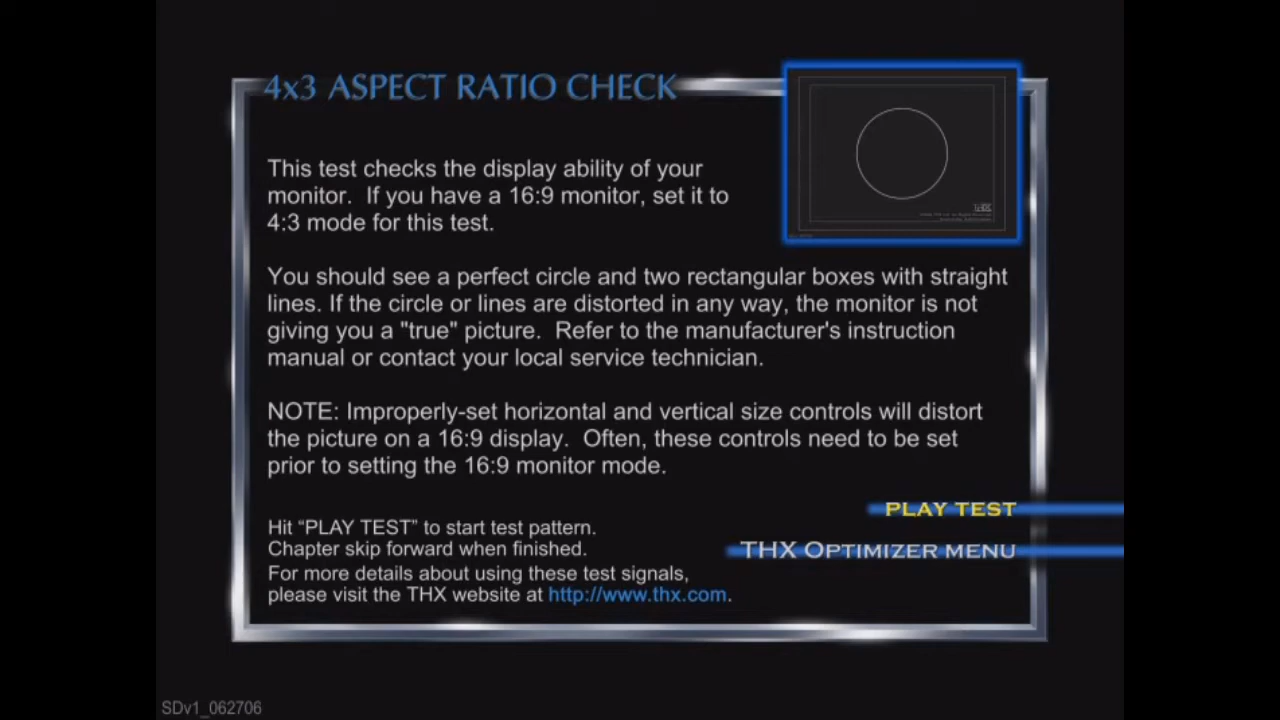 4x3 ASPECT RATIO CHECK
This test checks the display ability of your
monitor.  If you have a 16:9 monitor, set it to
4:3 mode for this test.
THX
You should see a perfect circle and two rectangular boxes with straight
lines. If the circle or lines are distorted in any way, the monitor is not
giving you a "true" picture.  Refer to the manufacturer's instruction
manual or contact your local service technician.
NOTE: Improperly-set horizontal and vertical size controls will distort
the picture on a 16:9 display.  Often, these controls need to be set
prior to setting the 16:9 monitor mode.
PLAY TEST
Hit “PLAY TEST” to start test pattern.
Chapter skip forward when finished.
THX OPTIMIZER MENU
For more details about using these test signals,
please visit the THX website at http://www.thx.com.
SDv1_062706